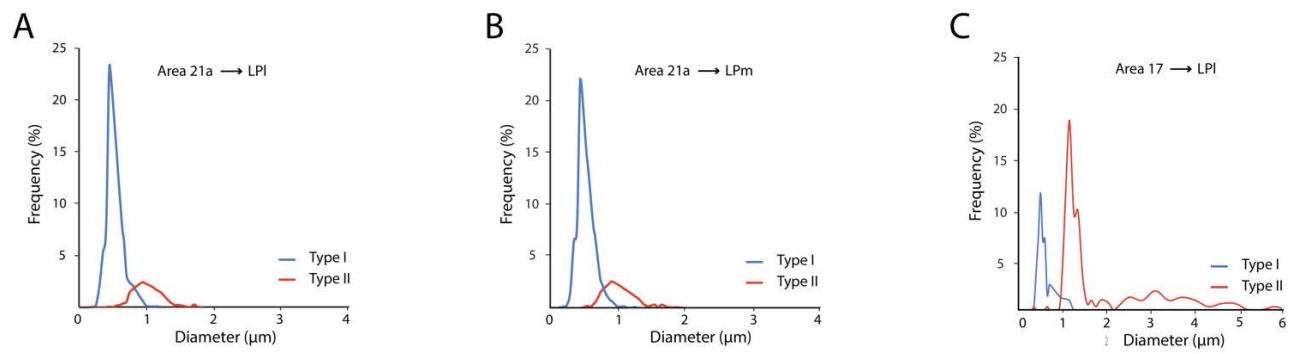 A
Area 21a → LPl
Frequency (%)
25
20
15
10
5
0
1
2
3
4
Diameter (μm)
Type I
Type II
B
Area 21a → LPm
Frequency (%)
25
20
15
10
5
0
1
2
3
4
Diameter (μm)
Type I
Type II
C
Area 17 → LPl
Frequency (%)
25
20
15
10
5
0
1
2
3
4
5
6
Diameter (μm)
Type I
Type II